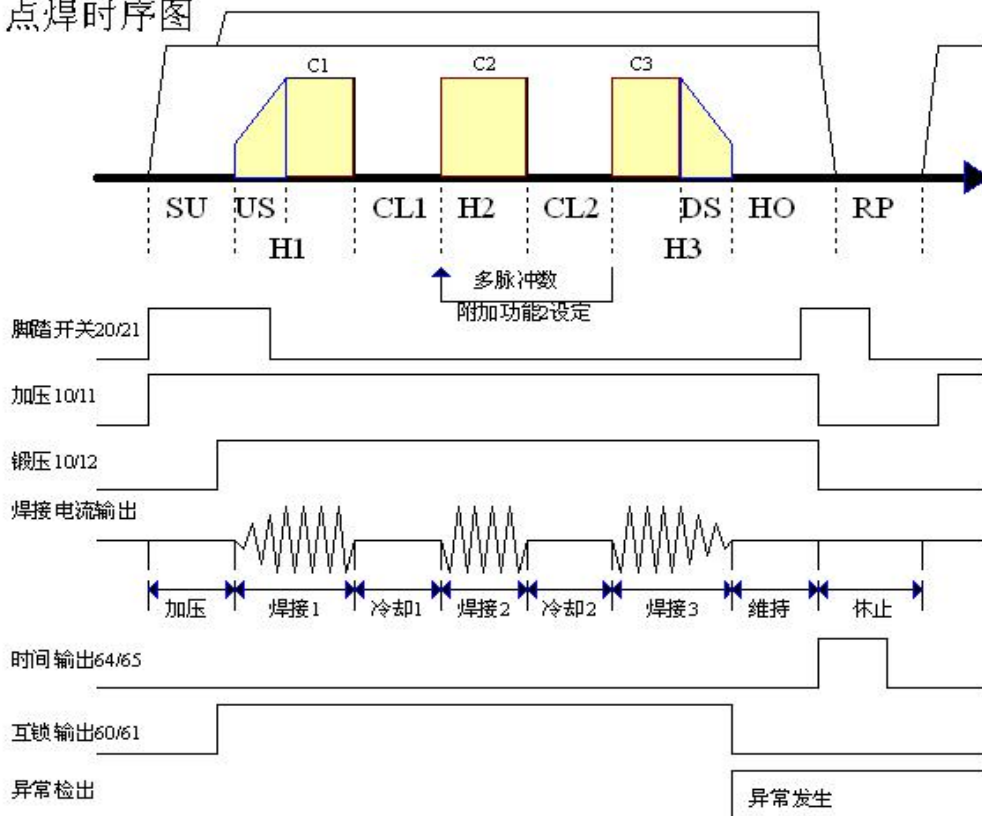 点焊时序图
C1 C2 C3
SU US CL1 H2 CL2 DS HO RP
H1 H3
多脉冲数
附加功能2设定
脚踏开关20/21
加压10/11
锻压10/12
焊接电流输出
加压 焊接1 冷却1 焊接2 冷却2 焊接3 维持 休止
时间输出64/65
互锁输出60/61
异常检出
异常发生